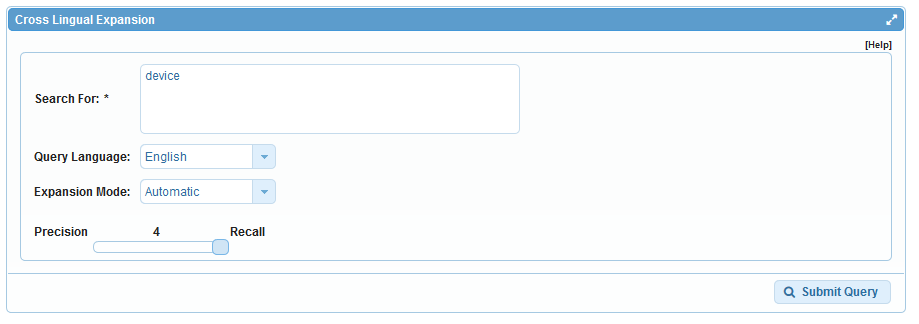 Cross Lingual Expansion
[Help]
Search For: *
device
Query Language: English
Expansion Mode: Automatic
Precision 4 Recall
Submit Query